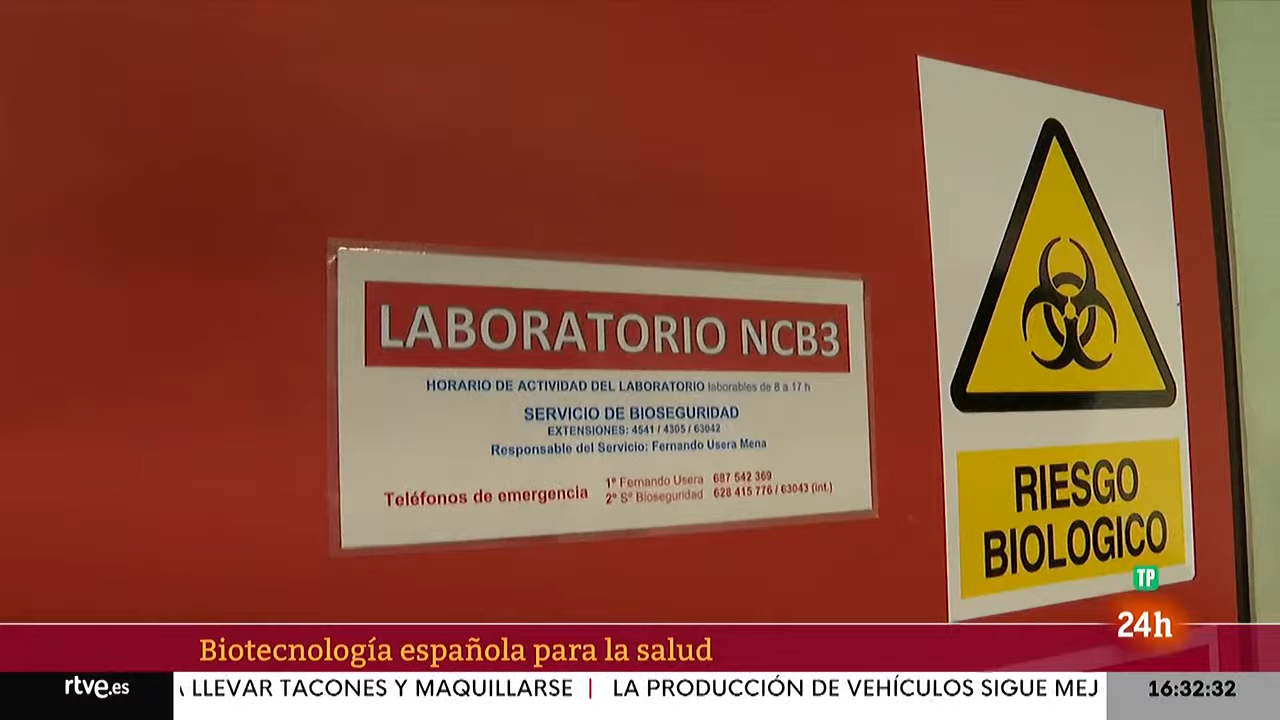 LABORATORIO NCB3
HORARIO DE ACTIVIDAD DEL LABORATORIO laborables de 8 a 17 h
SERVICIO DE BIOSEGURIDAD
EXTENSIONES: 4541 / 4305 / 63042
Responsable del Servicio: Fernando Usera Mena
Teléfonos de emergencia
1º Fernando Usera 687 542 369
2º Sº Bioseguridad 628 415 776 / 63043 (int.)
RIESGO
BIOLOGICO
TP
24h
Biotecnología española para la salud
rtve.es
LLEVAR TACONES Y MAQUILLARSE | LA PRODUCCIÓN DE VEHÍCULOS SIGUE MEJ
16:32:32